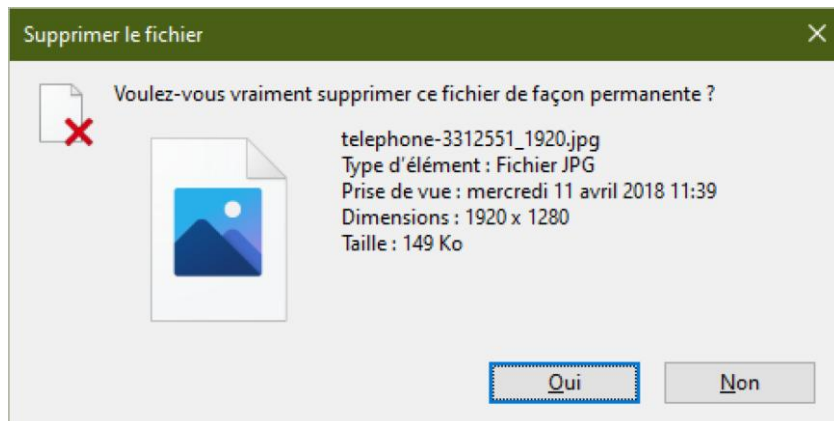 Supprimer le fichier
Voulez-vous vraiment supprimer ce fichier de façon permanente ?
telephone-3312551_1920.jpg
Type d'élément : Fichier JPG
Prise de vue : mercredi 11 avril 2018 11:39
Dimensions : 1920 x 1280
Taille : 149 Ko
Oui
Non